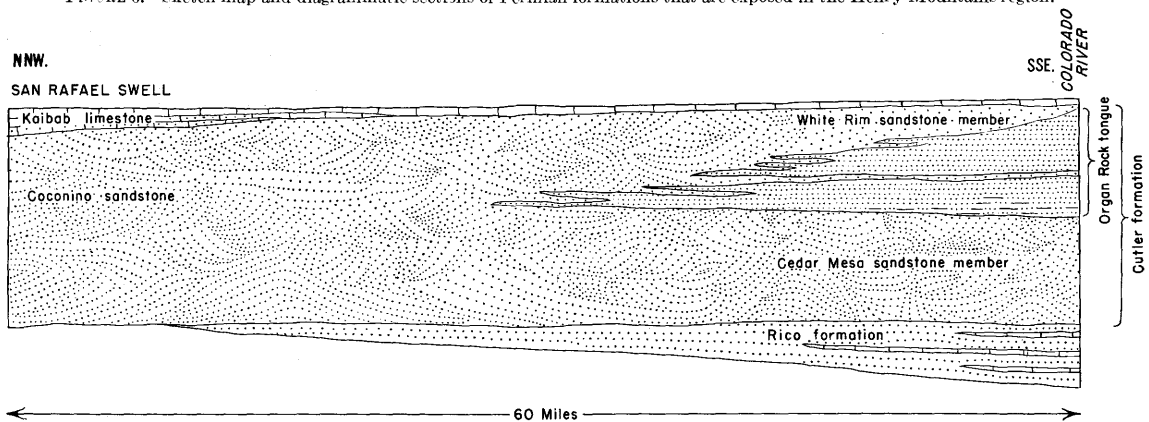 FIGURE 6. Sketch map and diagrammatic sections of Permian formations that are exposed in the Henry Mountains region.
NNW.
SAN RAFAEL SWELL
SSE.
COLORADO
RIVER
Kaibab limestone
White Rim sandstone member
Coconino sandstone
Organ Rock tongue
Cutler formation
Cedar Mesa sandstone member
Rico formation
60 Miles